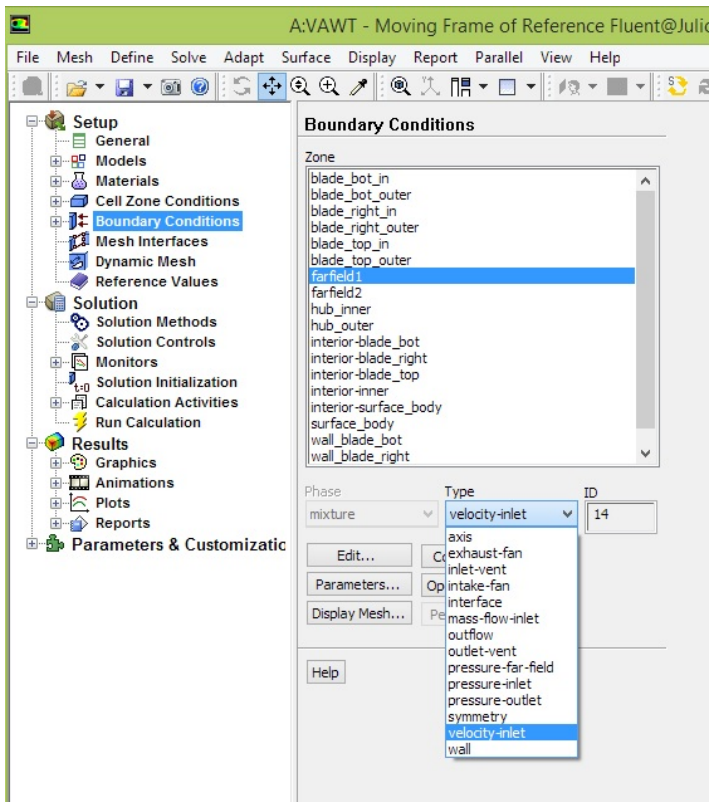 A:VAWT - Moving Frame of Reference Fluent@Julio
File Mesh Define Solve Adapt Surface Display Report Parallel View Help
Setup
General
Models
Materials
Cell Zone Conditions
Boundary Conditions
Mesh Interfaces
Dynamic Mesh
Reference Values
Solution
Solution Methods
Solution Controls
Monitors
t=0 Solution Initialization
Calculation Activities
Run Calculation
Results
Graphics
Animations
Plots
Reports
Parameters & Customizatic
Boundary Conditions
Zone
blade_bot_in
blade_bot_outer
blade_right_in
blade_right_outer
blade_top_in
blade_top_outer
farfield1
farfield2
hub_inner
hub_outer
interior-blade_bot
interior-blade_right
interior-blade_top
interior-inner
interior-surface_body
surface_body
wall_blade_bot
wall_blade_right
Phase Type ID
mixture velocity-inlet 14
Edit... Co
Parameters... Op
Display Mesh... Pe
Help
axis
exhaust-fan
inlet-vent
intake-fan
interface
mass-flow-inlet
outflow
outlet-vent
pressure-far-field
pressure-inlet
pressure-outlet
symmetry
velocity-inlet
wall